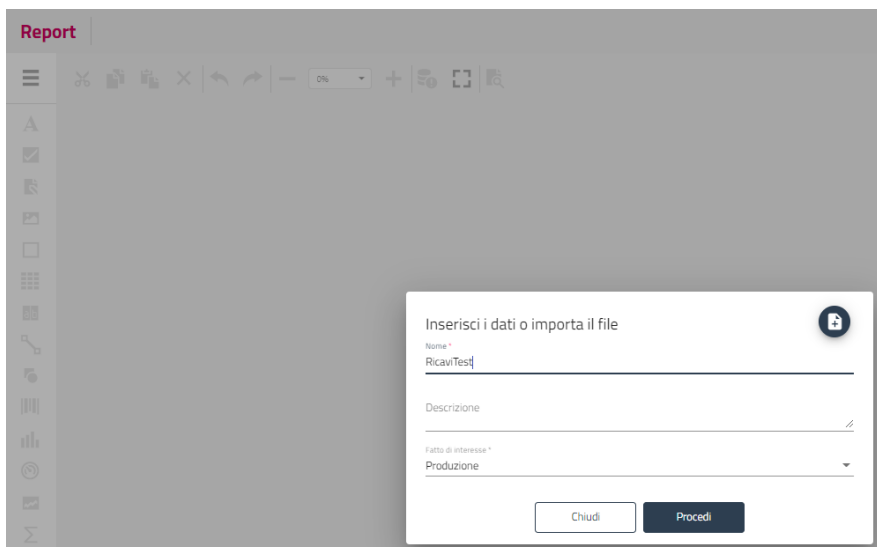 Report
0%
Inserisci i dati o importa il file
Nome *
RicaviTest
Descrizione
Fatto di interesse *
Produzione
Chiudi
Procedi